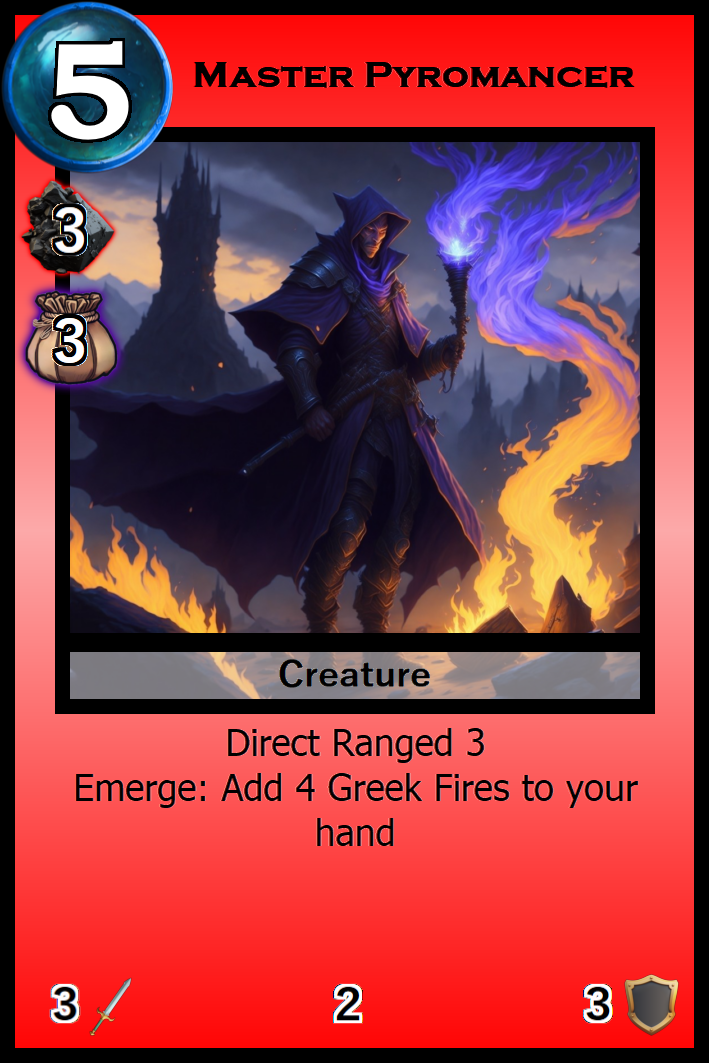 5
Master Pyromancer
3
3
Creature
Direct Ranged 3
Emerge: Add 4 Greek Fires to your
hand
3 2 3